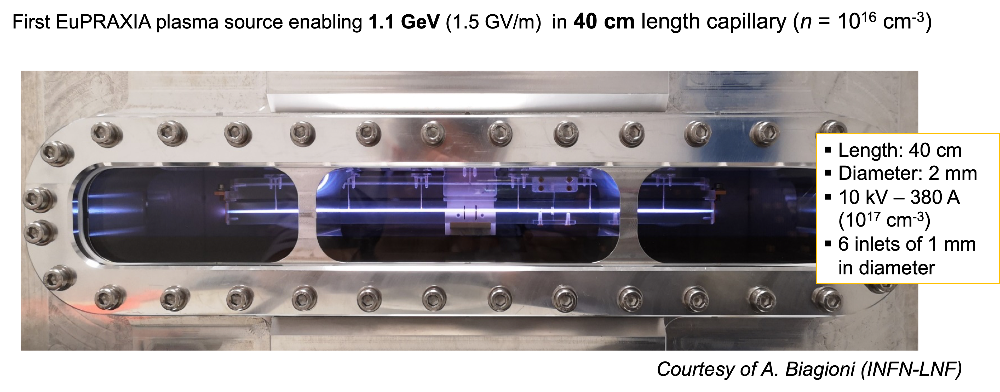 First EuPRAXIA plasma source enabling 1.1 GeV (1.5 GV/m) in 40 cm length capillary (n = 10¹⁶ cm⁻³)
▪ Length: 40 cm
▪ Diameter: 2 mm
▪ 10 kV – 380 A
(10¹⁷ cm⁻³)
▪ 6 inlets of 1 mm
in diameter
Courtesy of A. Biagioni (INFN-LNF)